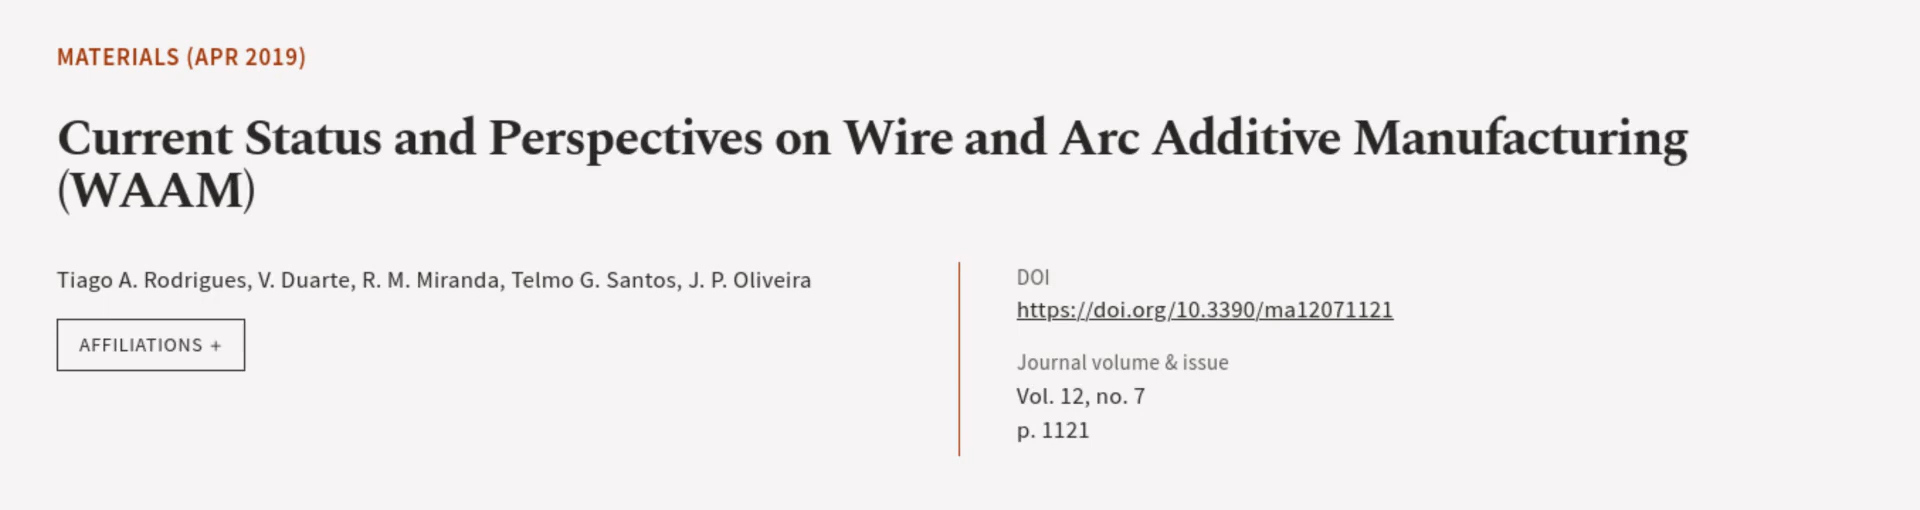 MATERIALS (APR 2019)
Current Status and Perspectives on Wire and Arc Additive Manufacturing
(WAAM)
Tiago A. Rodrigues, V. Duarte, R. M. Miranda, Telmo G. Santos, J. P. Oliveira
AFFILIATIONS +
DOI
https://doi.org/10.3390/ma12071121
Journal volume & issue
Vol. 12, no. 7
p. 1121